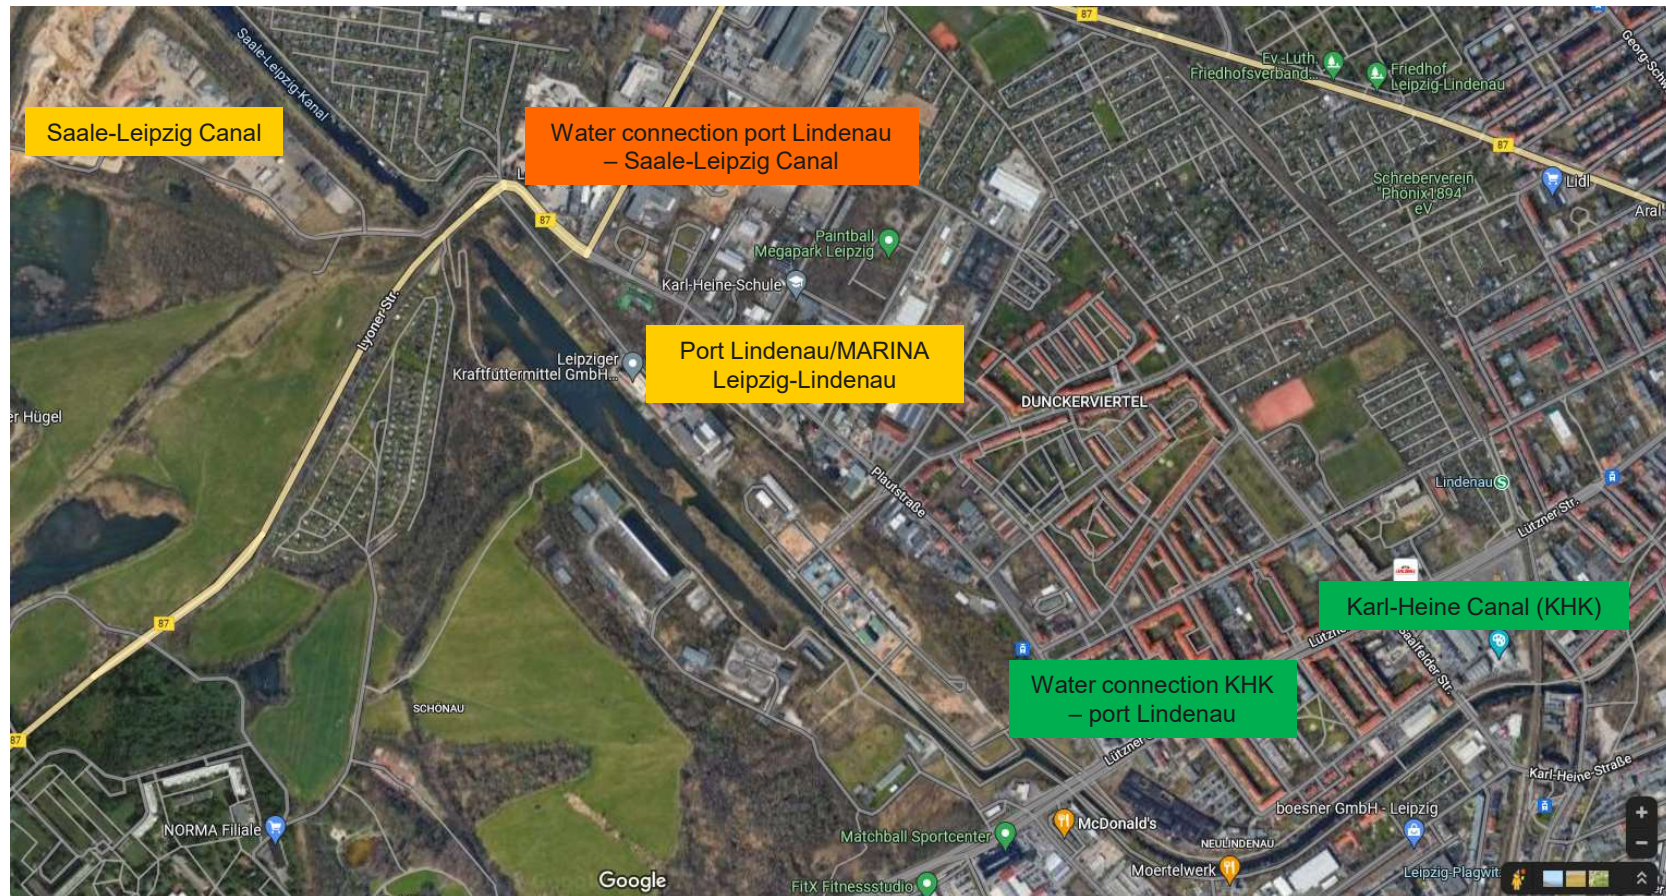 87
Georg-Schw
Saale-Leipzig-Kanal
Ev.-Luth.
Friedhofsverband...
Friedhof
Leipzig-Lindenau
Saale-Leipzig Canal
Water connection port Lindenau
– Saale-Leipzig Canal
87
Schreberverein
"Phönix1894"
eV
Lidl
Aral
87
Paintball
Megapark Leipzig
Karl-Heine-Schule
Lyoner Str.
Leipziger
Kraftfuttermittel GmbH...
Port Lindenau/MARINA
Leipzig-Lindenau
DUNCKERVIERTEL
er Hügel
Plautstraße
Lindenau
S
Lützner Str.
Karl-Heine Canal (KHK)
87
Saalfelder Str.
Water connection KHK
– port Lindenau
SCHÖNAU
87
Karl-Heine-Straße
NORMA Filiale
Matchball Sportcenter
McDonald's
boesner GmbH - Leipzig
NEULINDENAU
Moertelwerk
Google
FitX Fitnessstudio
Leipzig-Plagwit